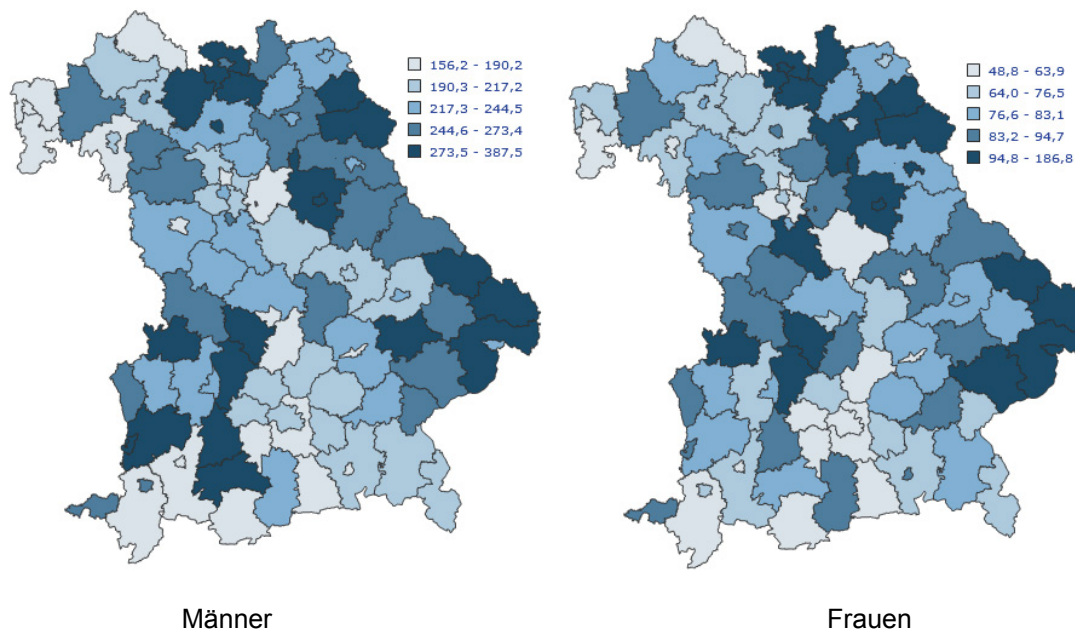 156,2 - 190,2
190,3 - 217,2
217,3 - 244,5
244,6 - 273,4
273,5 - 387,5
48,8 - 63,9
64,0 - 76,5
76,6 - 83,1
83,2 - 94,7
94,8 - 186,8
Männer
Frauen